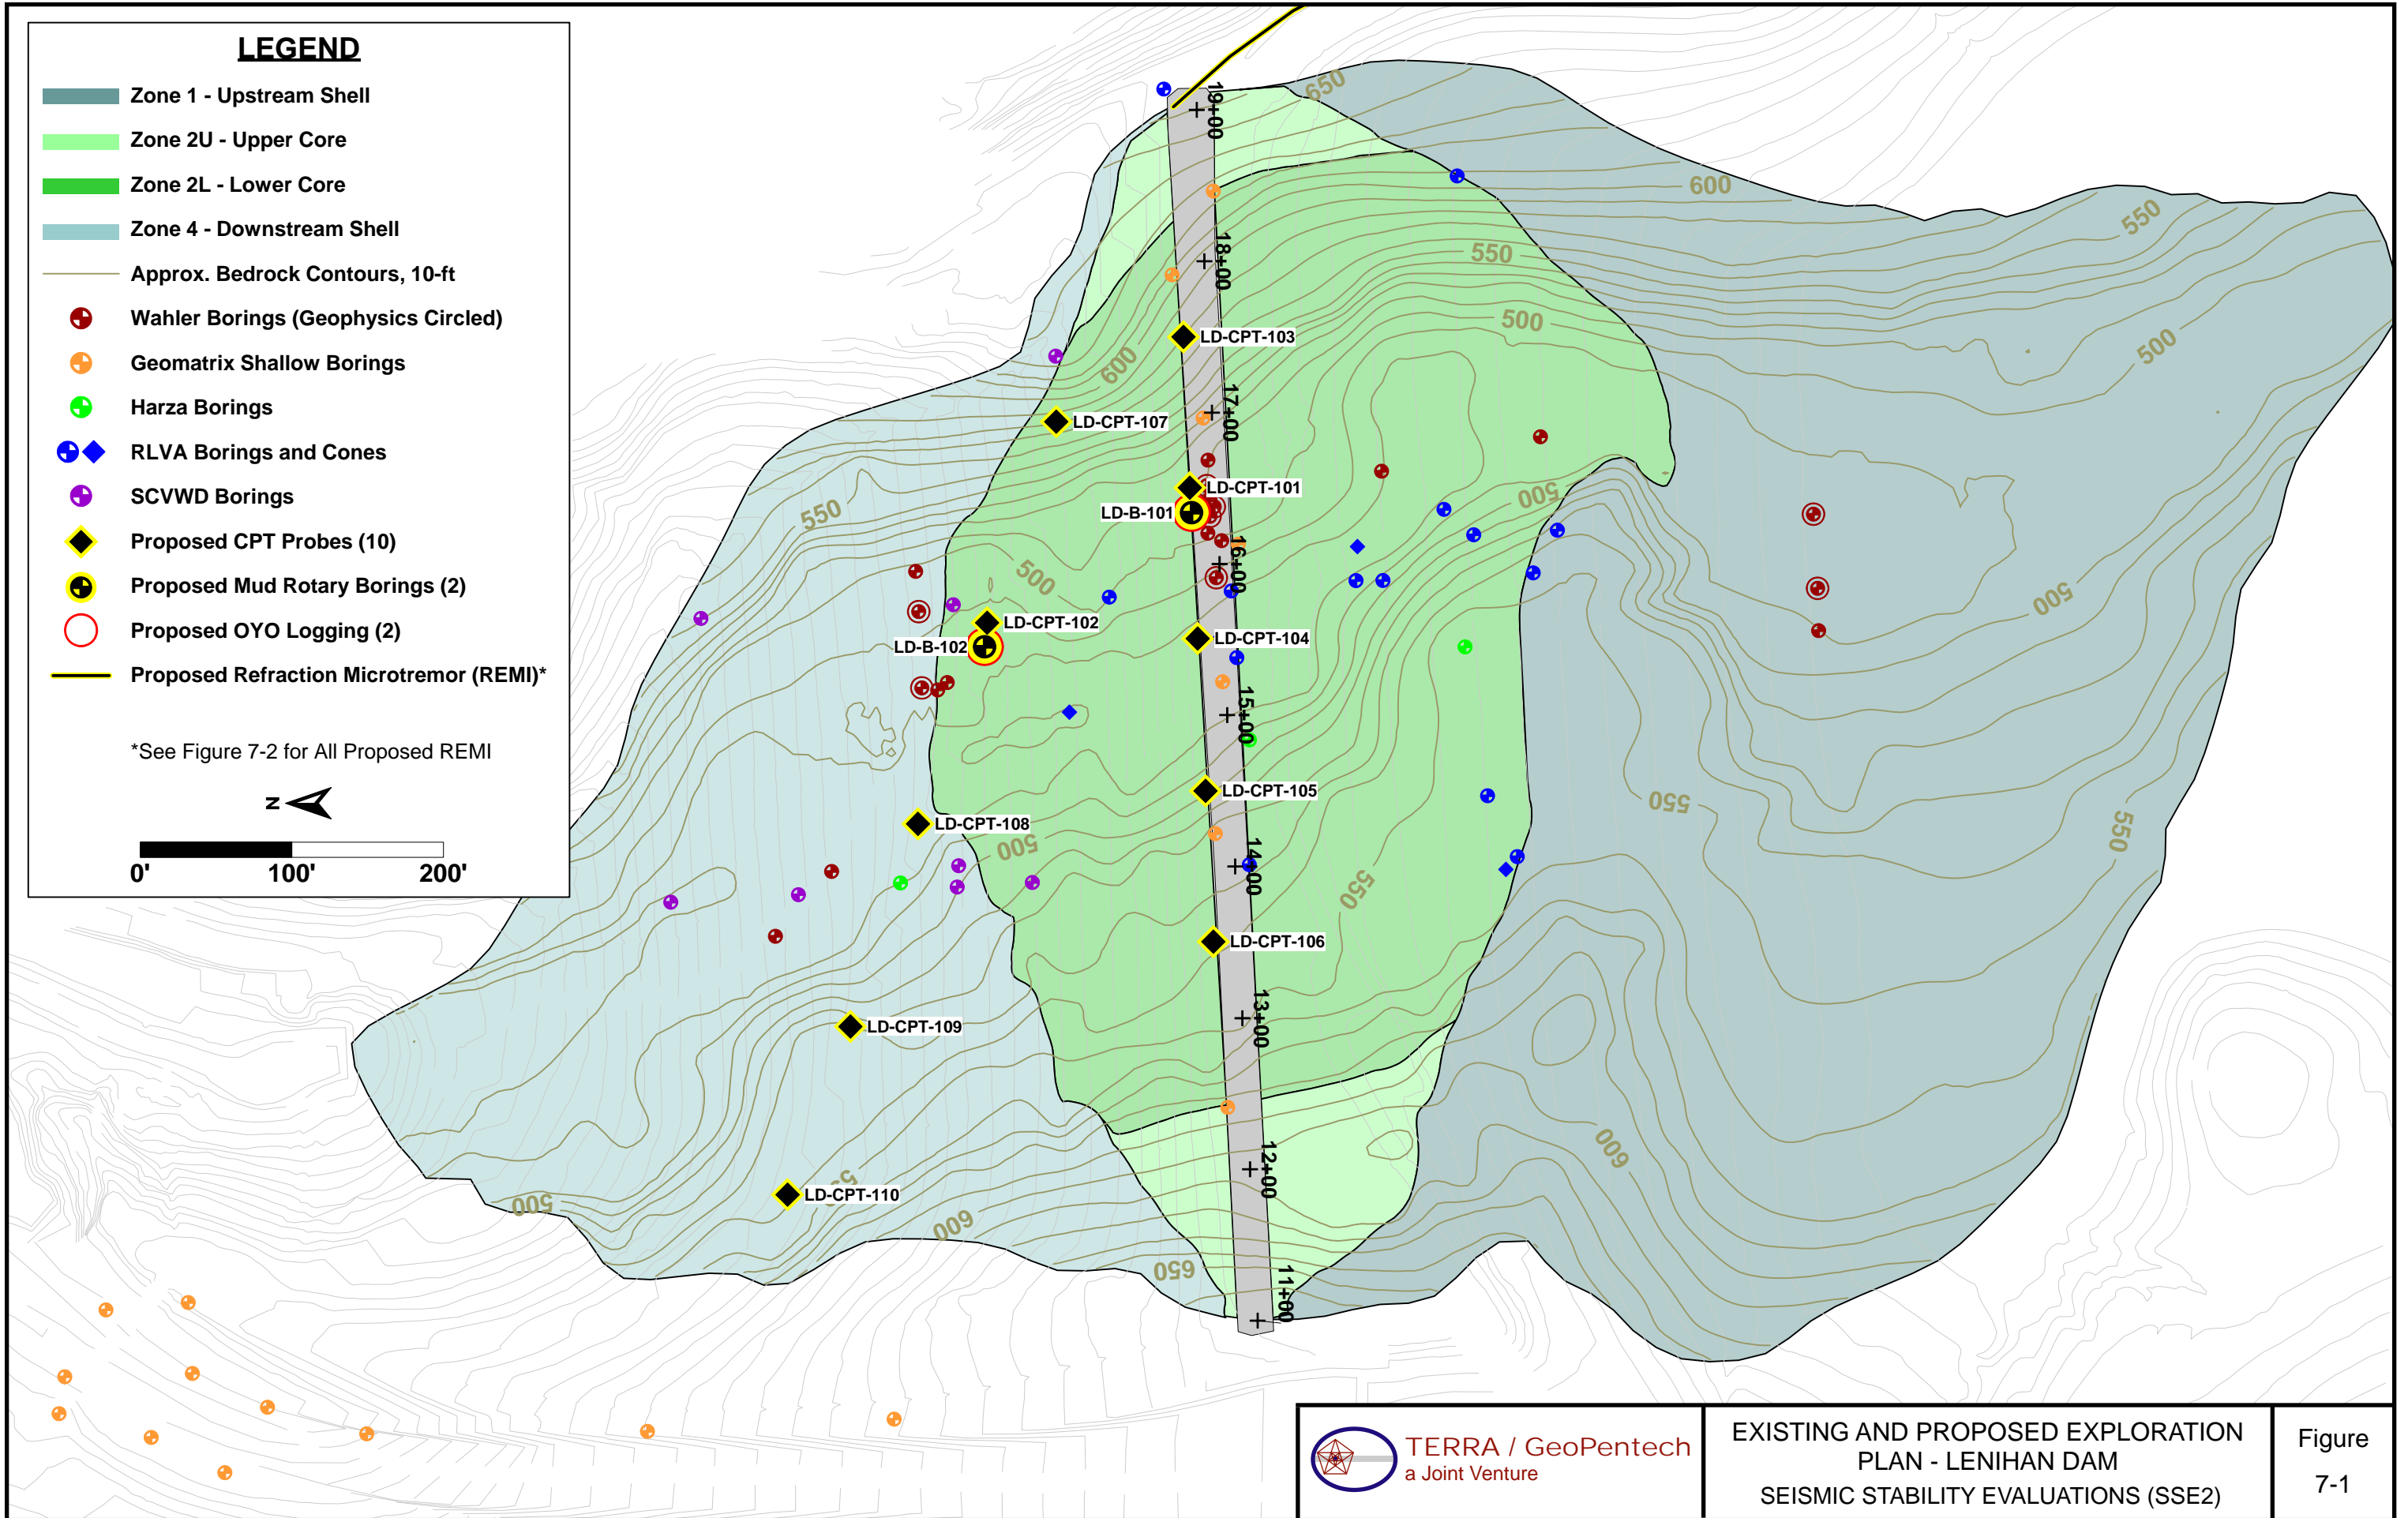 LEGEND
Zone 1 - Upstream Shell
Zone 2U - Upper Core
Zone 2L - Lower Core
Zone 4 - Downstream Shell
Approx. Bedrock Contours, 10-ft
Wahler Borings (Geophysics Circled)
Geomatrix Shallow Borings
Harza Borings
RLVA Borings and Cones
SCVWD Borings
Proposed CPT Probes (10)
Proposed Mud Rotary Borings (2)
Proposed OYO Logging (2)
Proposed Refraction Microtremor (REMI)*
*See Figure 7-2 for All Proposed REMI
N
0' 100' 200'
19+00
650
600
550
18+00
550
500
500
LD-CPT-103
600
17+00
LD-CPT-107
LD-CPT-101
LD-B-101
550
500
16+00
500
500
LD-CPT-102
LD-CPT-104
LD-B-102
15+00
LD-CPT-105
550
LD-CPT-108
500
550
14+00
550
LD-CPT-106
13+00
LD-CPT-109
12+00
600
LD-CPT-110
500
600
650
11+00
TERRA / GeoPentech
a Joint Venture
EXISTING AND PROPOSED EXPLORATION
PLAN - LENIHAN DAM
SEISMIC STABILITY EVALUATIONS (SSE2)
Figure
7-1